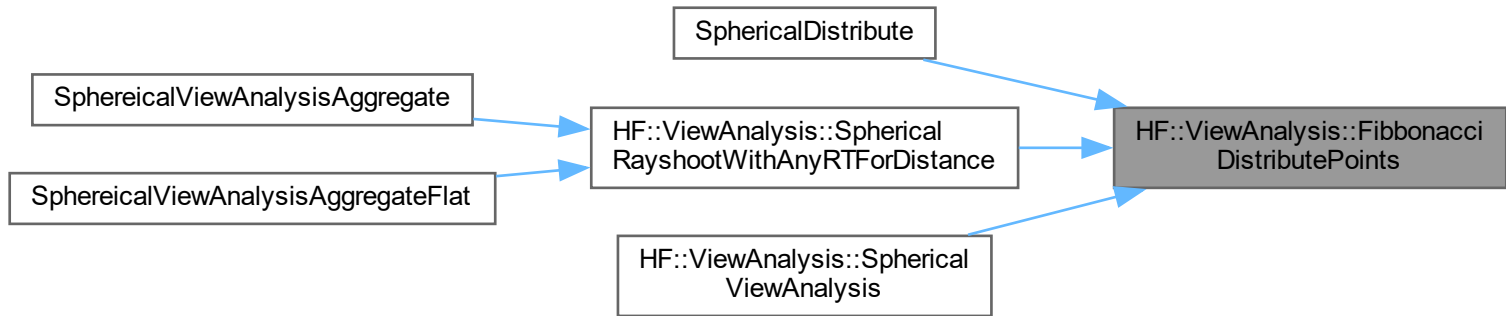 SphericalDistribute
SphereicalViewAnalysisAggregate
HF::ViewAnalysis::Spherical
RayshootWithAnyRTForDistance
HF::ViewAnalysis::Fibbonacci
DistributePoints
SphereicalViewAnalysisAggregateFlat
HF::ViewAnalysis::Spherical
ViewAnalysis